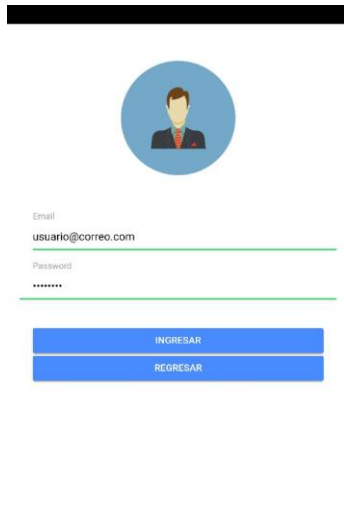 Email
usuario@correo.com
Password
••••••••
INGRESAR
REGRESAR